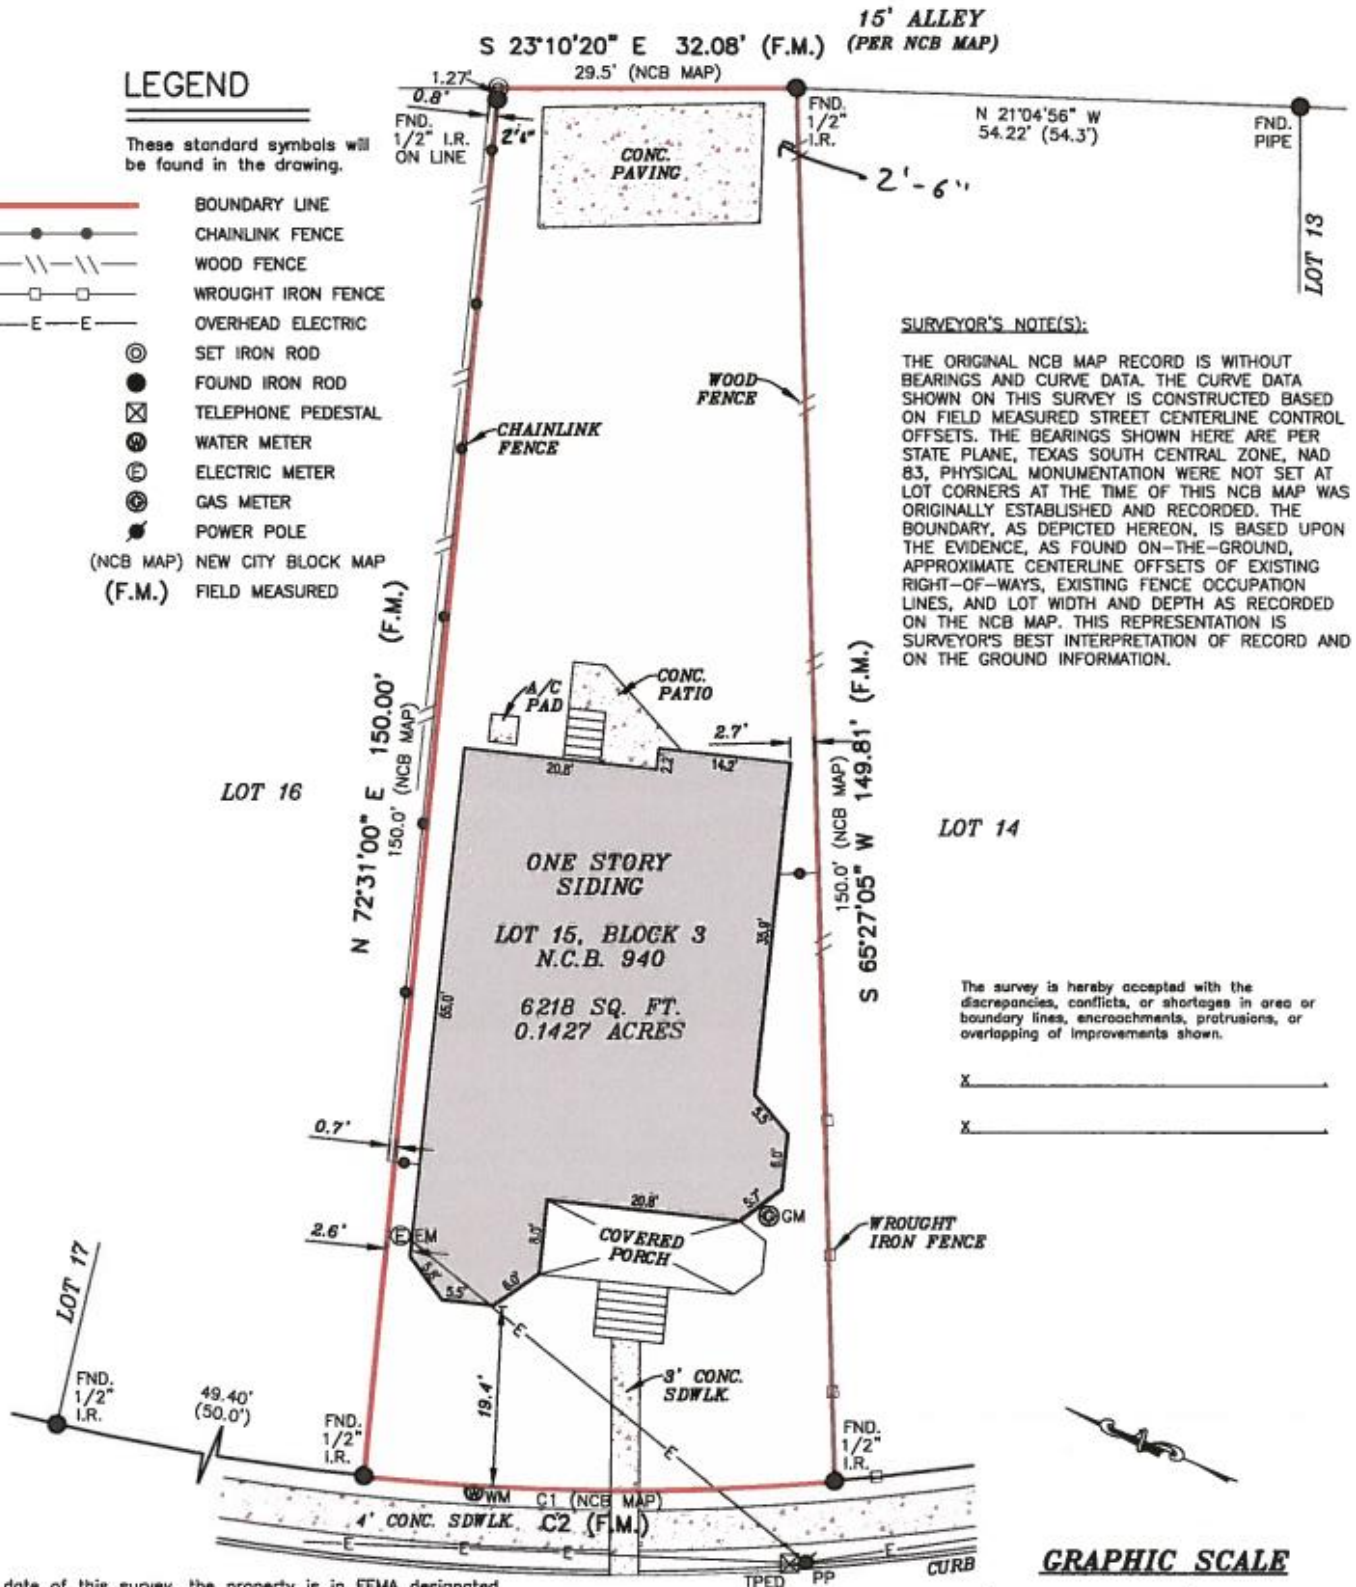 15' ALLEY
(PER NCB MAP)
S 23°10'20" E 32.08' (F.M.)
29.5' (NCB MAP)
LEGEND
These standard symbols will
be found in the drawing.
BOUNDARY LINE
CHAINLINK FENCE
WOOD FENCE
WROUGHT IRON FENCE
E E OVERHEAD ELECTRIC
SET IRON ROD
FOUND IRON ROD
TELEPHONE PEDESTAL
W WATER METER
E ELECTRIC METER
G GAS METER
POWER POLE
(NCB MAP) NEW CITY BLOCK MAP
(F.M.) FIELD MEASURED
1.27'
0.8'
FND.
1/2" I.R.
ON LINE
CONC.
PAVING
FND.
1/2"
I.R.
2'-6"
N 21°04'56" W
54.22' (54.3')
FND.
PIPE
LOT 13
SURVEYOR'S NOTE(S):
THE ORIGINAL NCB MAP RECORD IS WITHOUT
BEARINGS AND CURVE DATA. THE CURVE DATA
SHOWN ON THIS SURVEY IS CONSTRUCTED BASED
ON FIELD MEASURED STREET CENTERLINE CONTROL
OFFSETS. THE BEARINGS SHOWN HERE ARE PER
STATE PLANE, TEXAS SOUTH CENTRAL ZONE, NAD
83, PHYSICAL MONUMENTATION WERE NOT SET AT
LOT CORNERS AT THE TIME OF THIS NCB MAP WAS
ORIGINALLY ESTABLISHED AND RECORDED. THE
BOUNDARY, AS DEPICTED HEREON, IS BASED UPON
THE EVIDENCE, AS FOUND ON-THE-GROUND,
APPROXIMATE CENTERLINE OFFSETS OF EXISTING
RIGHT-OF-WAYS, EXISTING FENCE OCCUPATION
LINES, AND LOT WIDTH AND DEPTH AS RECORDED
ON THE NCB MAP. THIS REPRESENTATION IS
SURVEYOR'S BEST INTERPRETATION OF RECORD AND
ON THE GROUND INFORMATION.
WOOD
FENCE
CHAINLINK
FENCE
N 72°31'00" E 150.00' (F.M.)
150.0' (NCB MAP)
A/C
PAD
CONC.
PATIO
2.7'
20.8'
2.2'
14.2'
S 65°27'05" W 149.81' (F.M.)
150.0' (NCB MAP)
LOT 16
LOT 14
ONE STORY
SIDING
LOT 15, BLOCK 3
N.C.B. 940
6218 SQ. FT.
0.1427 ACRES
65.0'
The survey is hereby accepted with the
discrepancies, conflicts, or shortages in area or
boundary lines, encroachments, protrusions, or
overlapping of improvements shown.
X
X
0.7'
5.5'
6.0'
5.7'
GM
20.8'
8.0'
COVERED
PORCH
WROUGHT
IRON FENCE
2.6'
E EM
5.5'
6.0'
E
LOT 17
FND.
1/2"
I.R.
49.40'
(50.0')
FND.
1/2"
I.R.
19.4'
3' CONC.
SDWLK.
E
FND.
1/2"
I.R.
WM
C1 (NCB MAP)
4' CONC. SDWLK.
C2 (F.M.)
E E E E
TPED
PP
CURB
GRAPHIC SCALE
date of this survey, the property is in FEMA designated